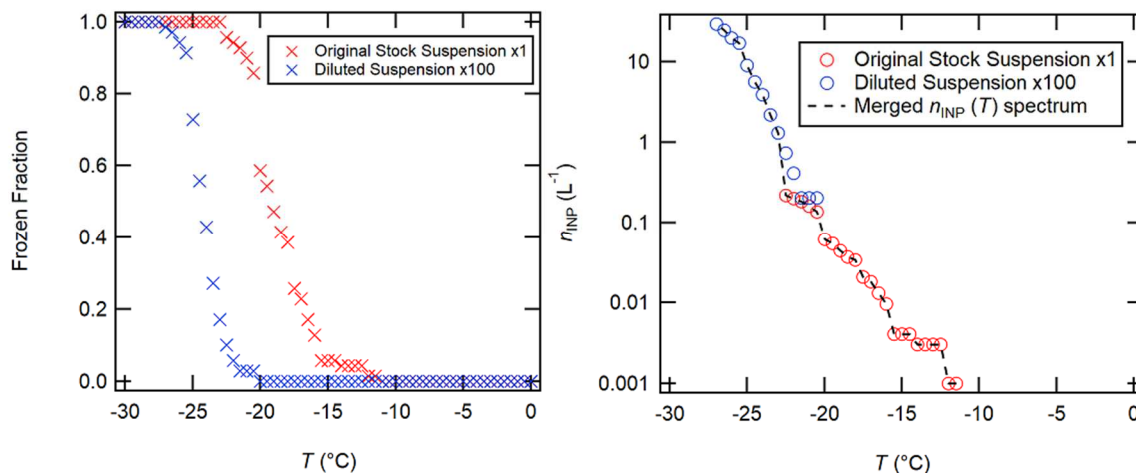 1.0
0.8
0.6
0.4
0.2
0.0
Frozen Fraction
Original Stock Suspension x1
Diluted Suspension x100
-30 -25 -20 -15 -10 -5 0
T (°C)
10
1
0.1
0.01
0.001
nINP (L-1)
Original Stock Suspension x1
Diluted Suspension x100
Merged nINP (T) spectrum
-30 -25 -20 -15 -10 -5 0
T (°C)